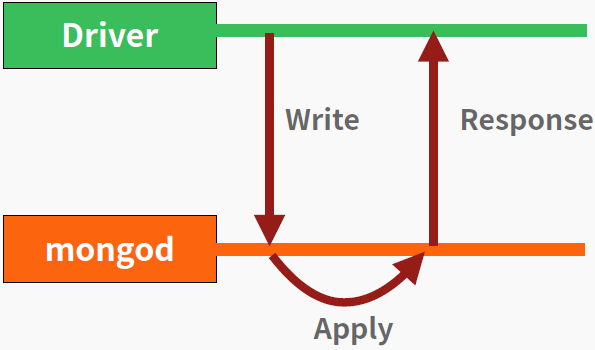 Driver
Write
Response
mongod
Apply